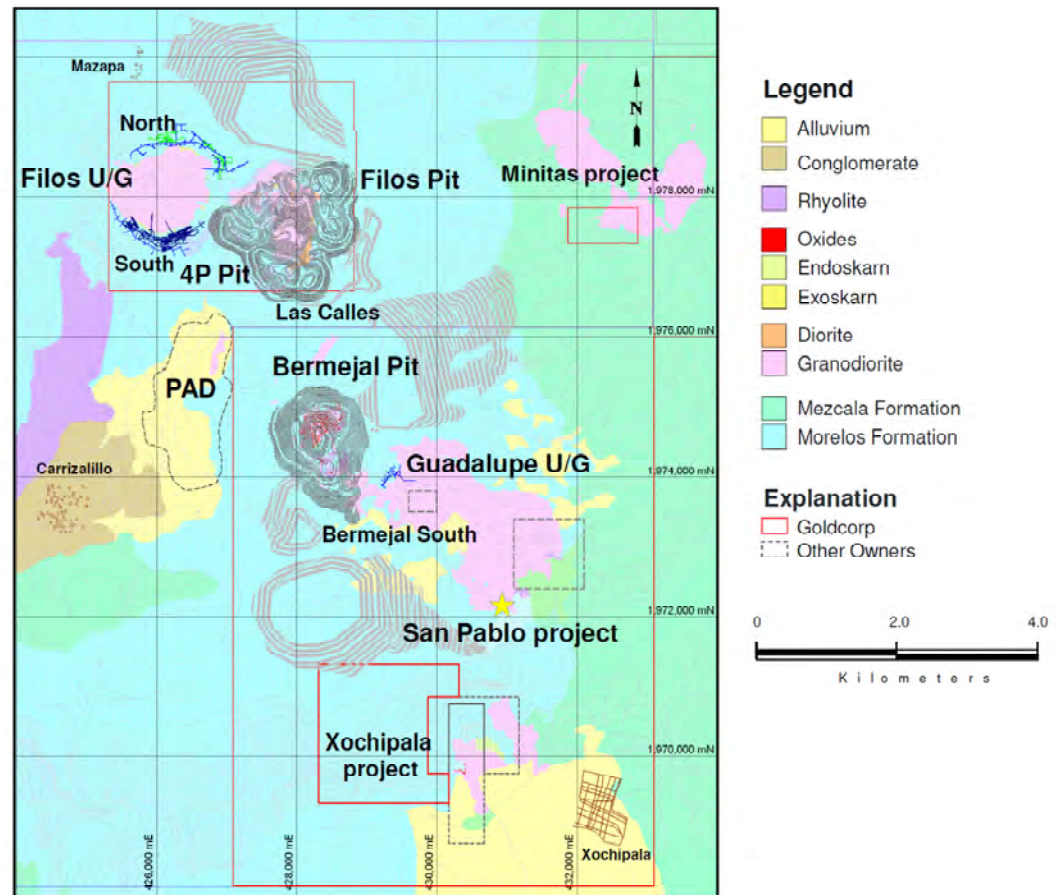 Mazapa
North
N
Filos U/G
Filos Pit
Minitas project
1,978,000 mN
South
4P Pit
Las Calles
1,976,000 mN
Bermejal Pit
PAD
Carrizalillo
Guadalupe U/G
1,974,000 mN
Bermejal South
1,972,000 mN
San Pablo project
Xochipala
project
1,970,000 mN
Xochipala
426,000 mE
428,000 mE
430,000 mE
432,000 mE
Legend
Alluvium
Conglomerate
Rhyolite
Oxides
Endoskarn
Exoskarn
Diorite
Granodiorite
Mezcala Formation
Morelos Formation
Explanation
Goldcorp
Other Owners
0 2.0 4.0
Kilometers